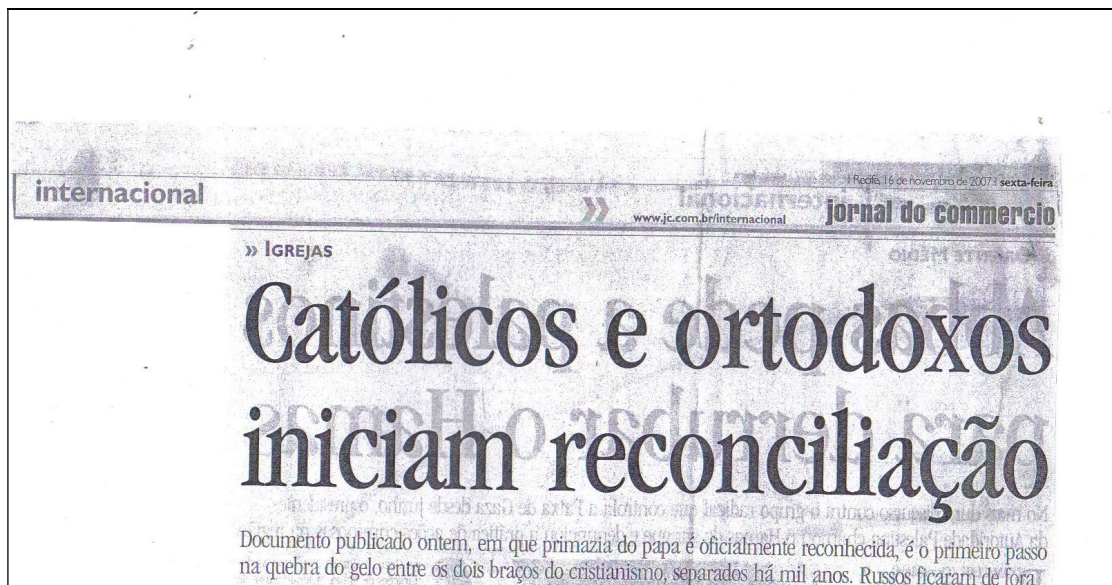 internacional
| Recife, 16 de novembro de 2007 | sexta-feira
» www.jc.com.br/internacional jornal do commercio
» IGREJAS
Católicos e ortodoxos
iniciam reconciliação
Documento publicado ontem, em que primazia do papa é oficialmente reconhecida, é o primeiro passo
na quebra do gelo entre os dois braços do cristianismo, separados há mil anos. Russos ficaram de fora